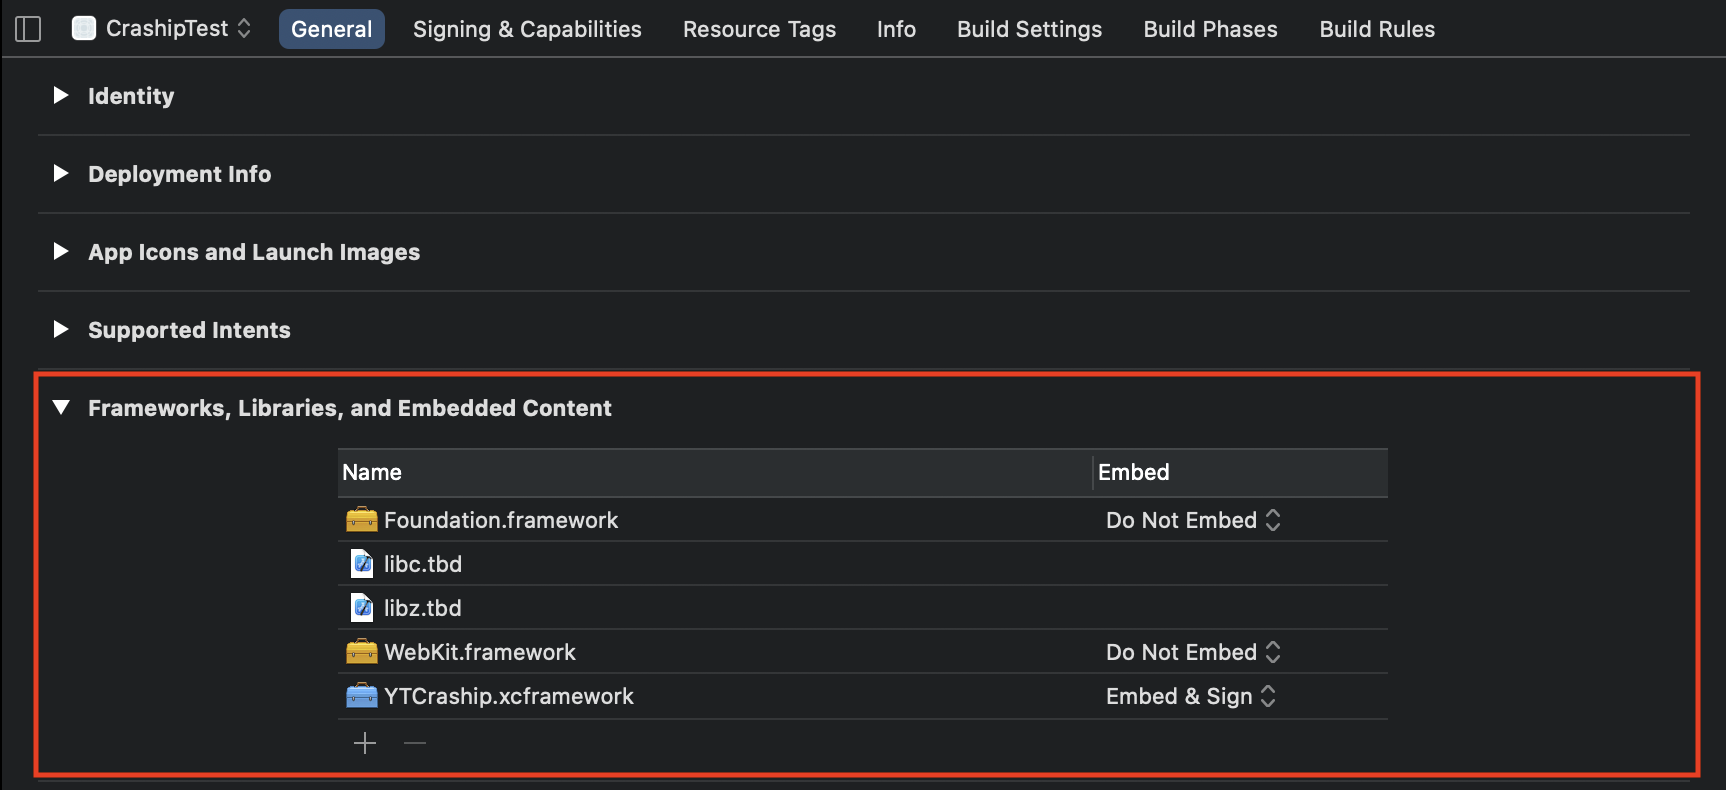 CrashipTest General Signing & Capabilities Resource Tags Info Build Settings Build Phases Build Rules
Identity
Deployment Info
App Icons and Launch Images
Supported Intents
Frameworks, Libraries, and Embedded Content
Name Embed
Foundation.framework Do Not Embed
libc.tbd
libz.tbd
WebKit.framework Do Not Embed
YTCraship.xcframework Embed & Sign